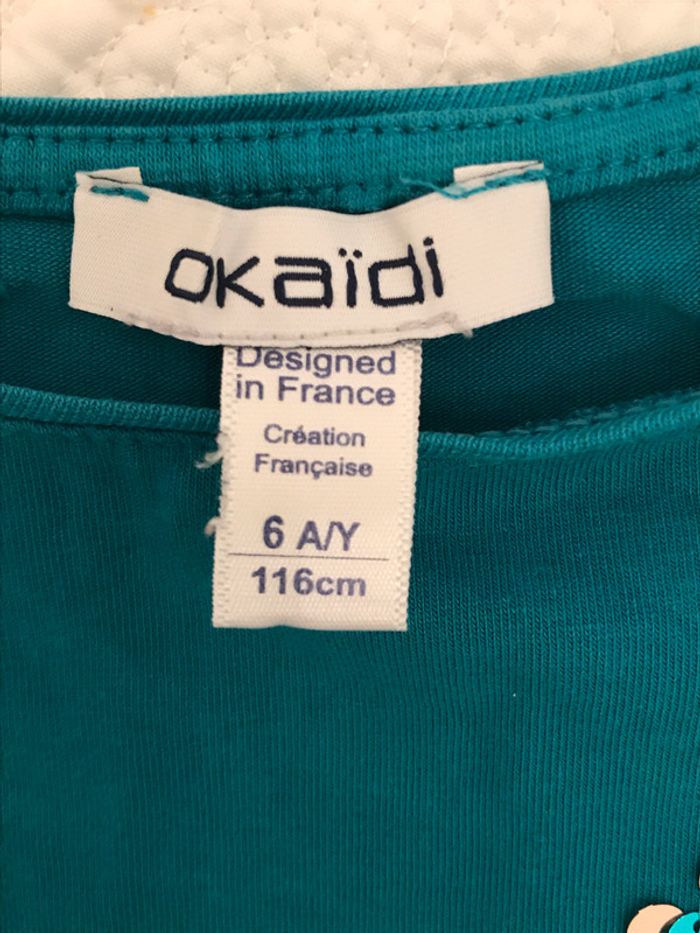 okaïdi
Designed
in France
Création
Française
6 A/Y
116cm